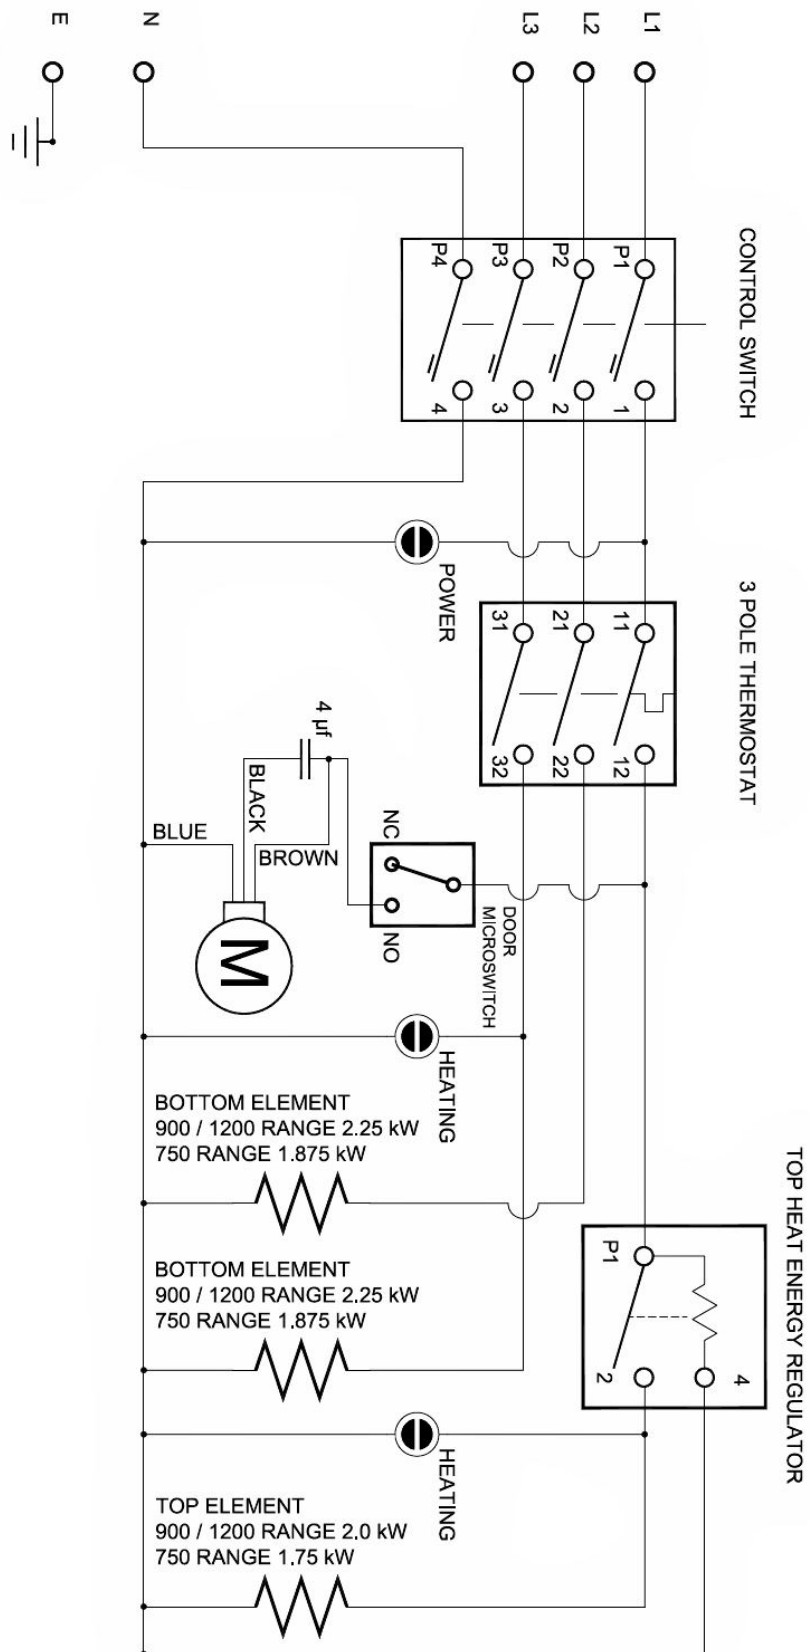 E
N
L3
L2
L1
CONTROL SWITCH
P4
P3
P2
P1
4
3
2
1
POWER
3 POLE THERMOSTAT
31
21
11
32
22
12
4 µf
BLACK
BLUE
BROWN
NC
NO
DOOR
MICROSWITCH
M
HEATING
BOTTOM ELEMENT
900 / 1200 RANGE 2.25 kW
750 RANGE 1.875 kW
TOP HEAT ENERGY REGULATOR
P1
2
4
BOTTOM ELEMENT
900 / 1200 RANGE 2.25 kW
750 RANGE 1.875 kW
HEATING
TOP ELEMENT
900 / 1200 RANGE 2.0 kW
750 RANGE 1.75 kW